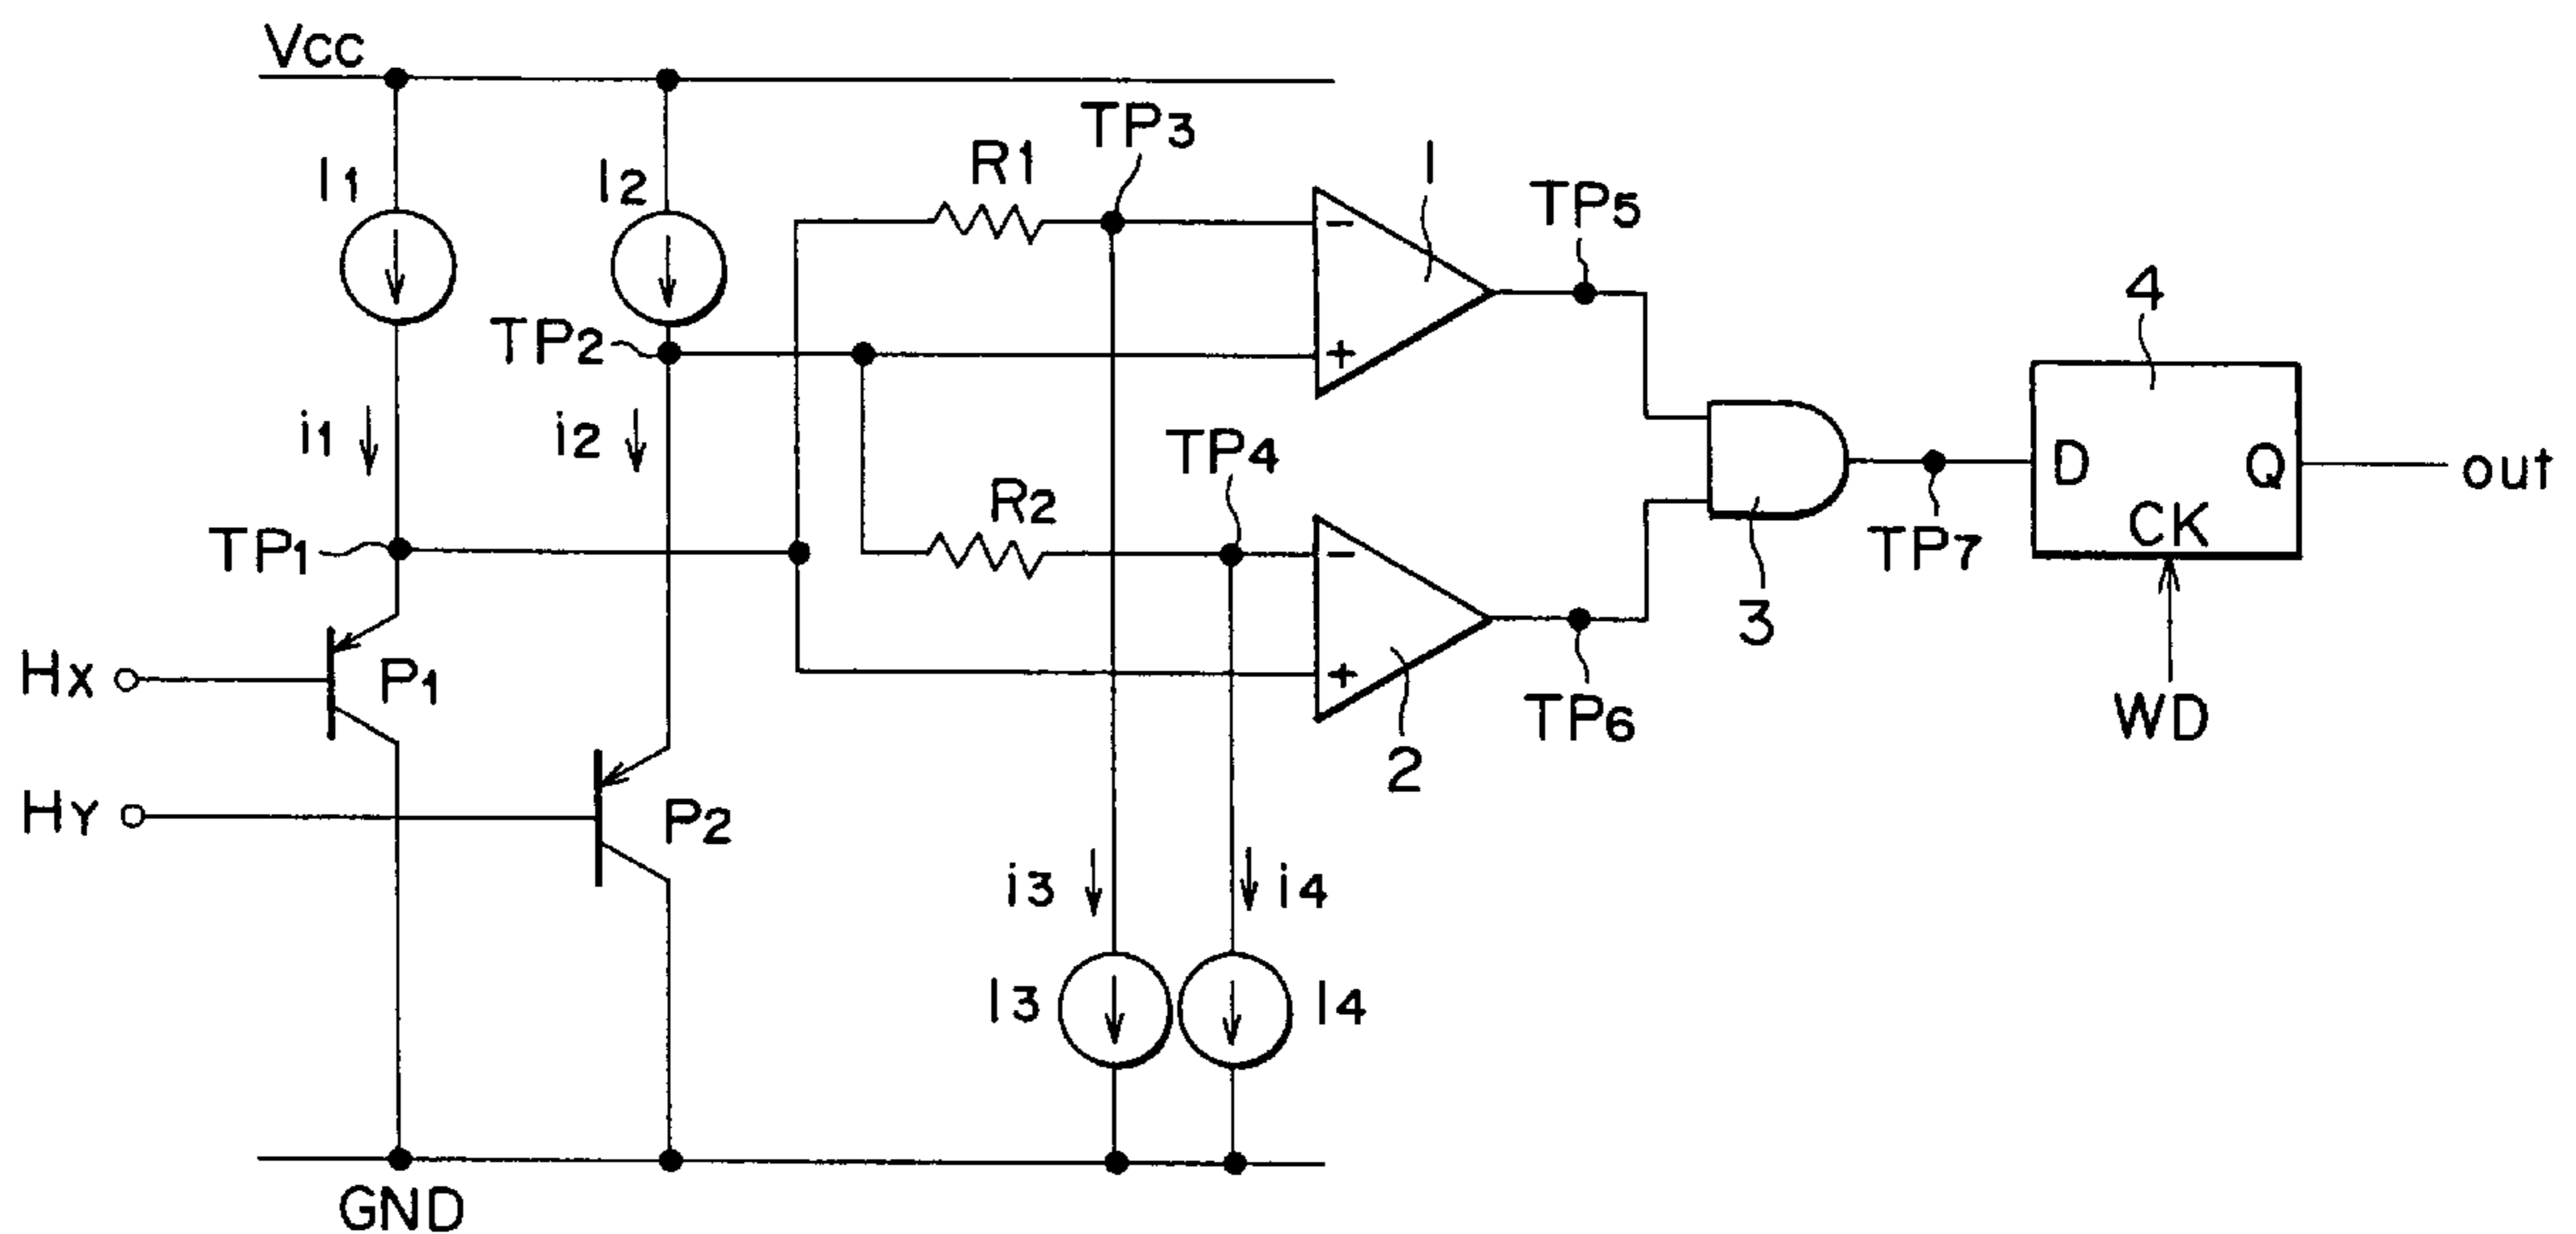 Vcc
TP3
R1
1
I1
I2
TP5
4
TP2
+
i1
i2
TP4
D
Q
out
R2
CK
TP1
TP7
3
Hx
P1
+
WD
TP6
2
HY
P2
i3
i4
I3
I4
GND